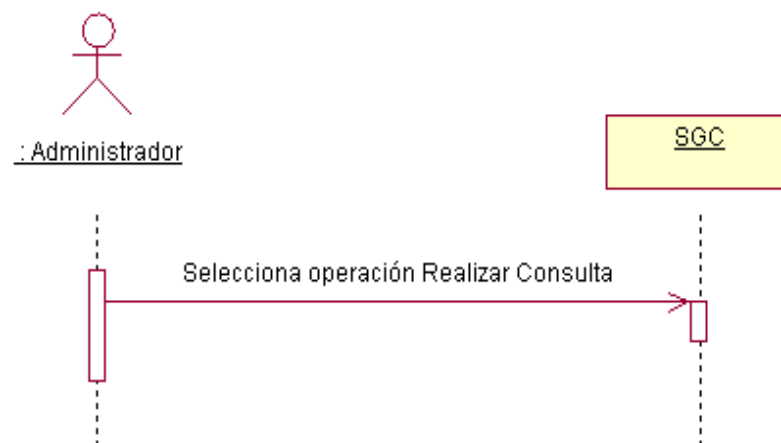 : Administrador
SGC
Selecciona operación Realizar Consulta